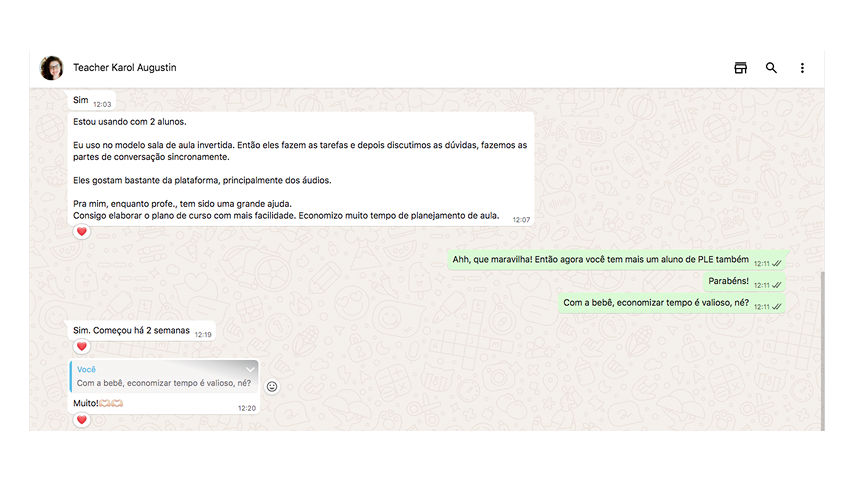 Teacher Karol Augustin
Sim 12:03
Estou usando com 2 alunos.
Eu uso no modelo sala de aula invertida. Então eles fazem as tarefas e depois discutimos as dúvidas, fazemos as
partes de conversação sincronamente.
Eles gostam bastante da plataforma, principalmente dos áudios.
Pra mim, enquanto profe., tem sido uma grande ajuda.
Consigo elaborar o plano de curso com mais facilidade. Economizo muito tempo de planejamento de aula. 12:07
Ahh, que maravilha! Então agora você tem mais um aluno de PLE também 12:11
Parabéns! 12:11
Com a bebê, economizar tempo é valioso, né? 12:11
Sim. Começou há 2 semanas 12:19
Você
Com a bebê, economizar tempo é valioso, né?
Muito!🫶🏼🫶🏼 12:20